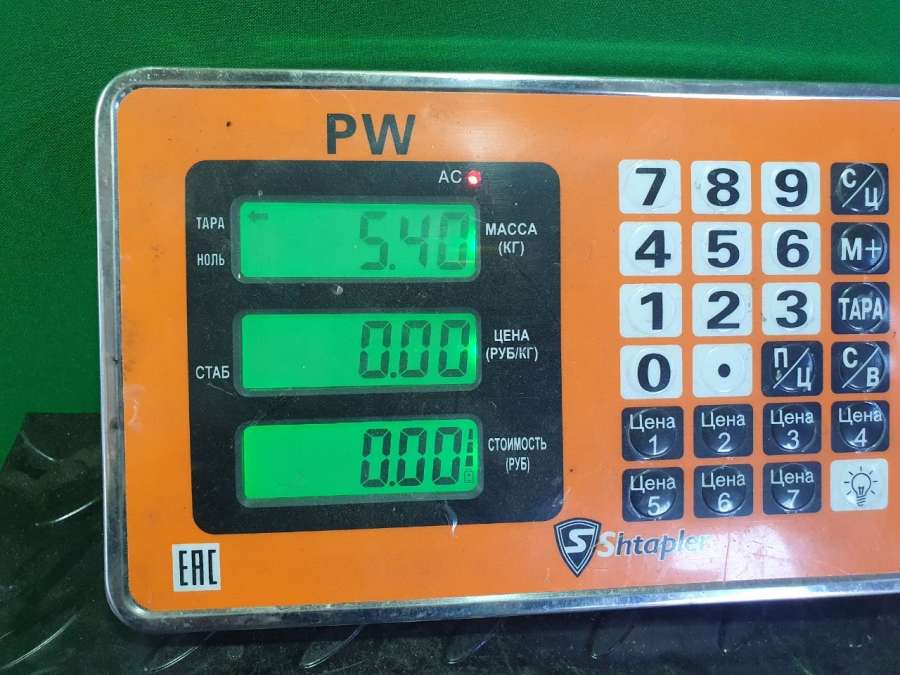 PW
AC
ТАРА
НОЛЬ
5.40
МАССА
(КГ)
СТАБ
0.00
ЦЕНА
(РУБ/КГ)
0.00
СТОИМОСТЬ
(РУБ)
7 8 9 С/Ц
4 5 6 М+
1 2 3 ТАРА
0 • П/Ц С/В
Цена 1 Цена 2 Цена 3 Цена 4
Цена 5 Цена 6 Цена 7
S Shtapler
EAC